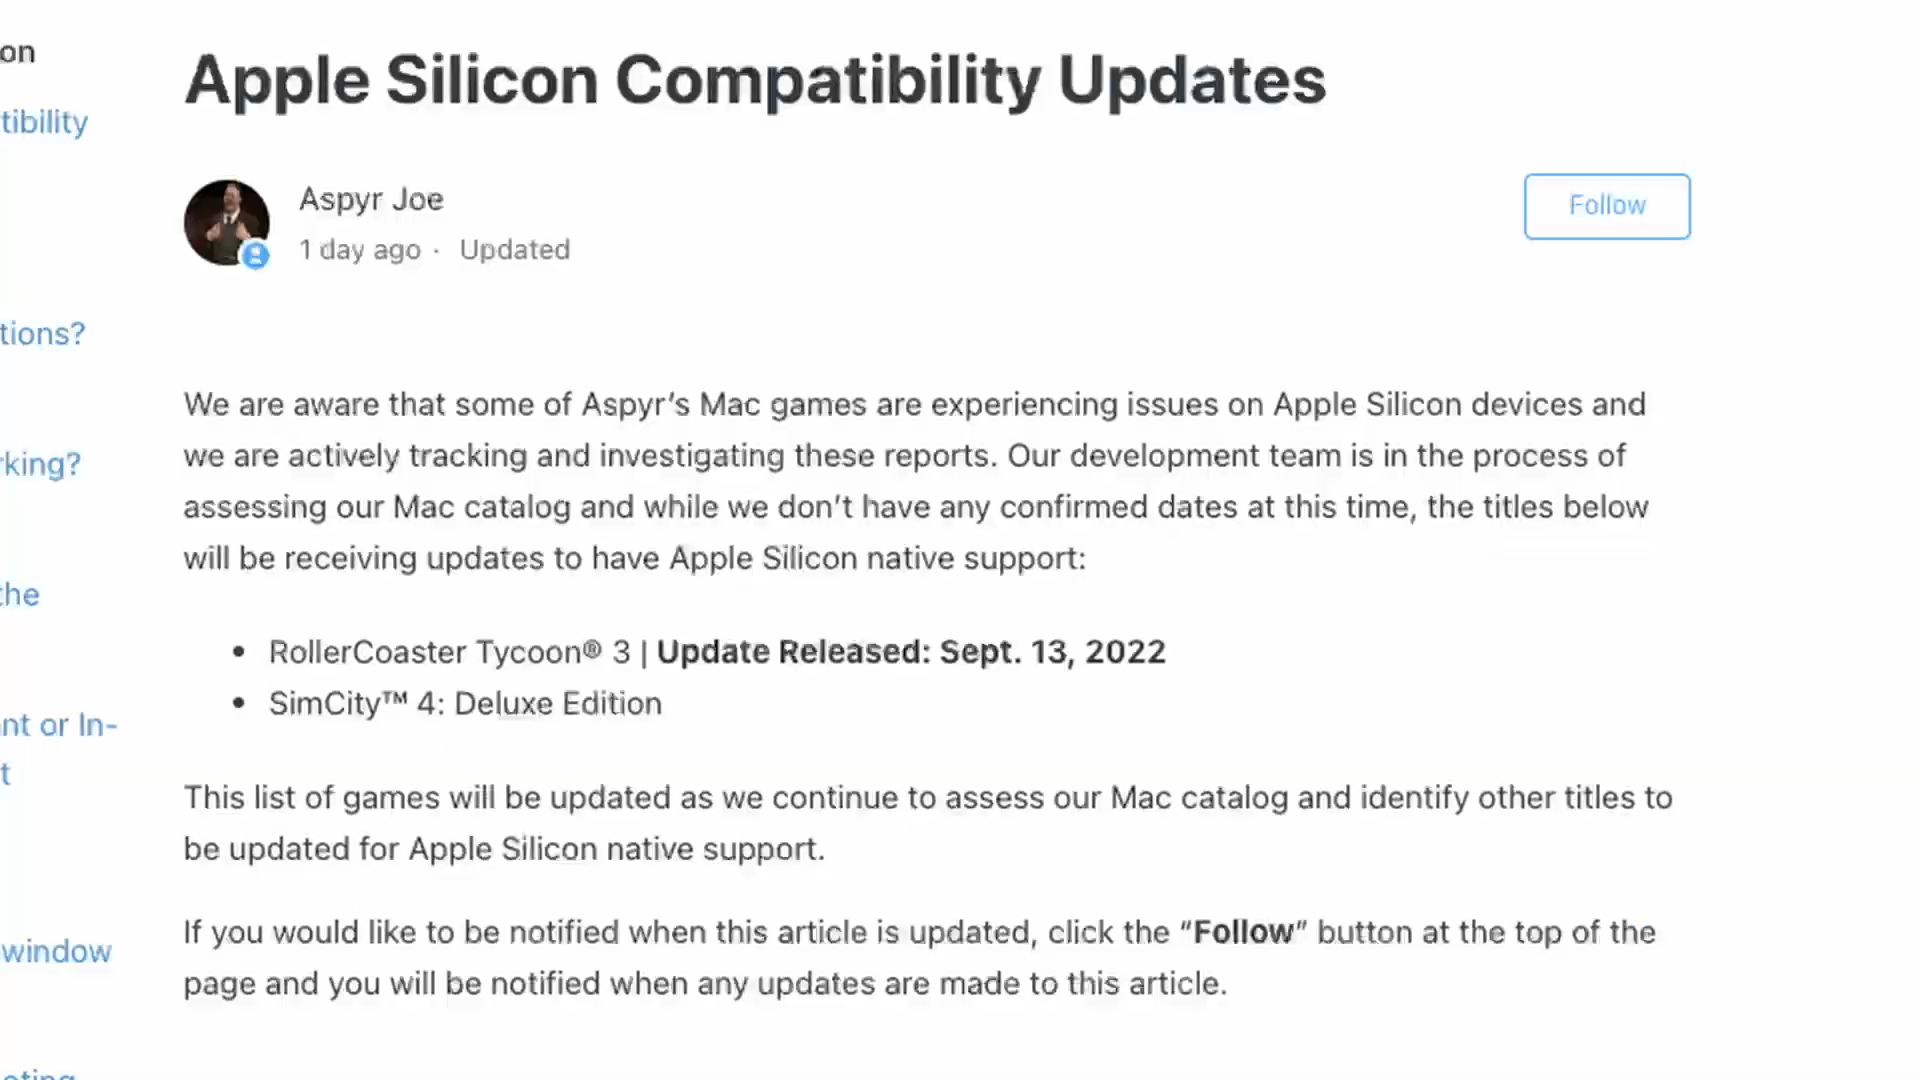 on
tibility
tions?
rking?
the
nt or In-
t
window
Apple Silicon Compatibility Updates
Aspyr Joe
1 day ago · Updated
Follow
We are aware that some of Aspyr’s Mac games are experiencing issues on Apple Silicon devices and
we are actively tracking and investigating these reports. Our development team is in the process of
assessing our Mac catalog and while we don’t have any confirmed dates at this time, the titles below
will be receiving updates to have Apple Silicon native support:
• RollerCoaster Tycoon® 3 | Update Released: Sept. 13, 2022
• SimCity™ 4: Deluxe Edition
This list of games will be updated as we continue to assess our Mac catalog and identify other titles to
be updated for Apple Silicon native support.
If you would like to be notified when this article is updated, click the “Follow” button at the top of the
page and you will be notified when any updates are made to this article.